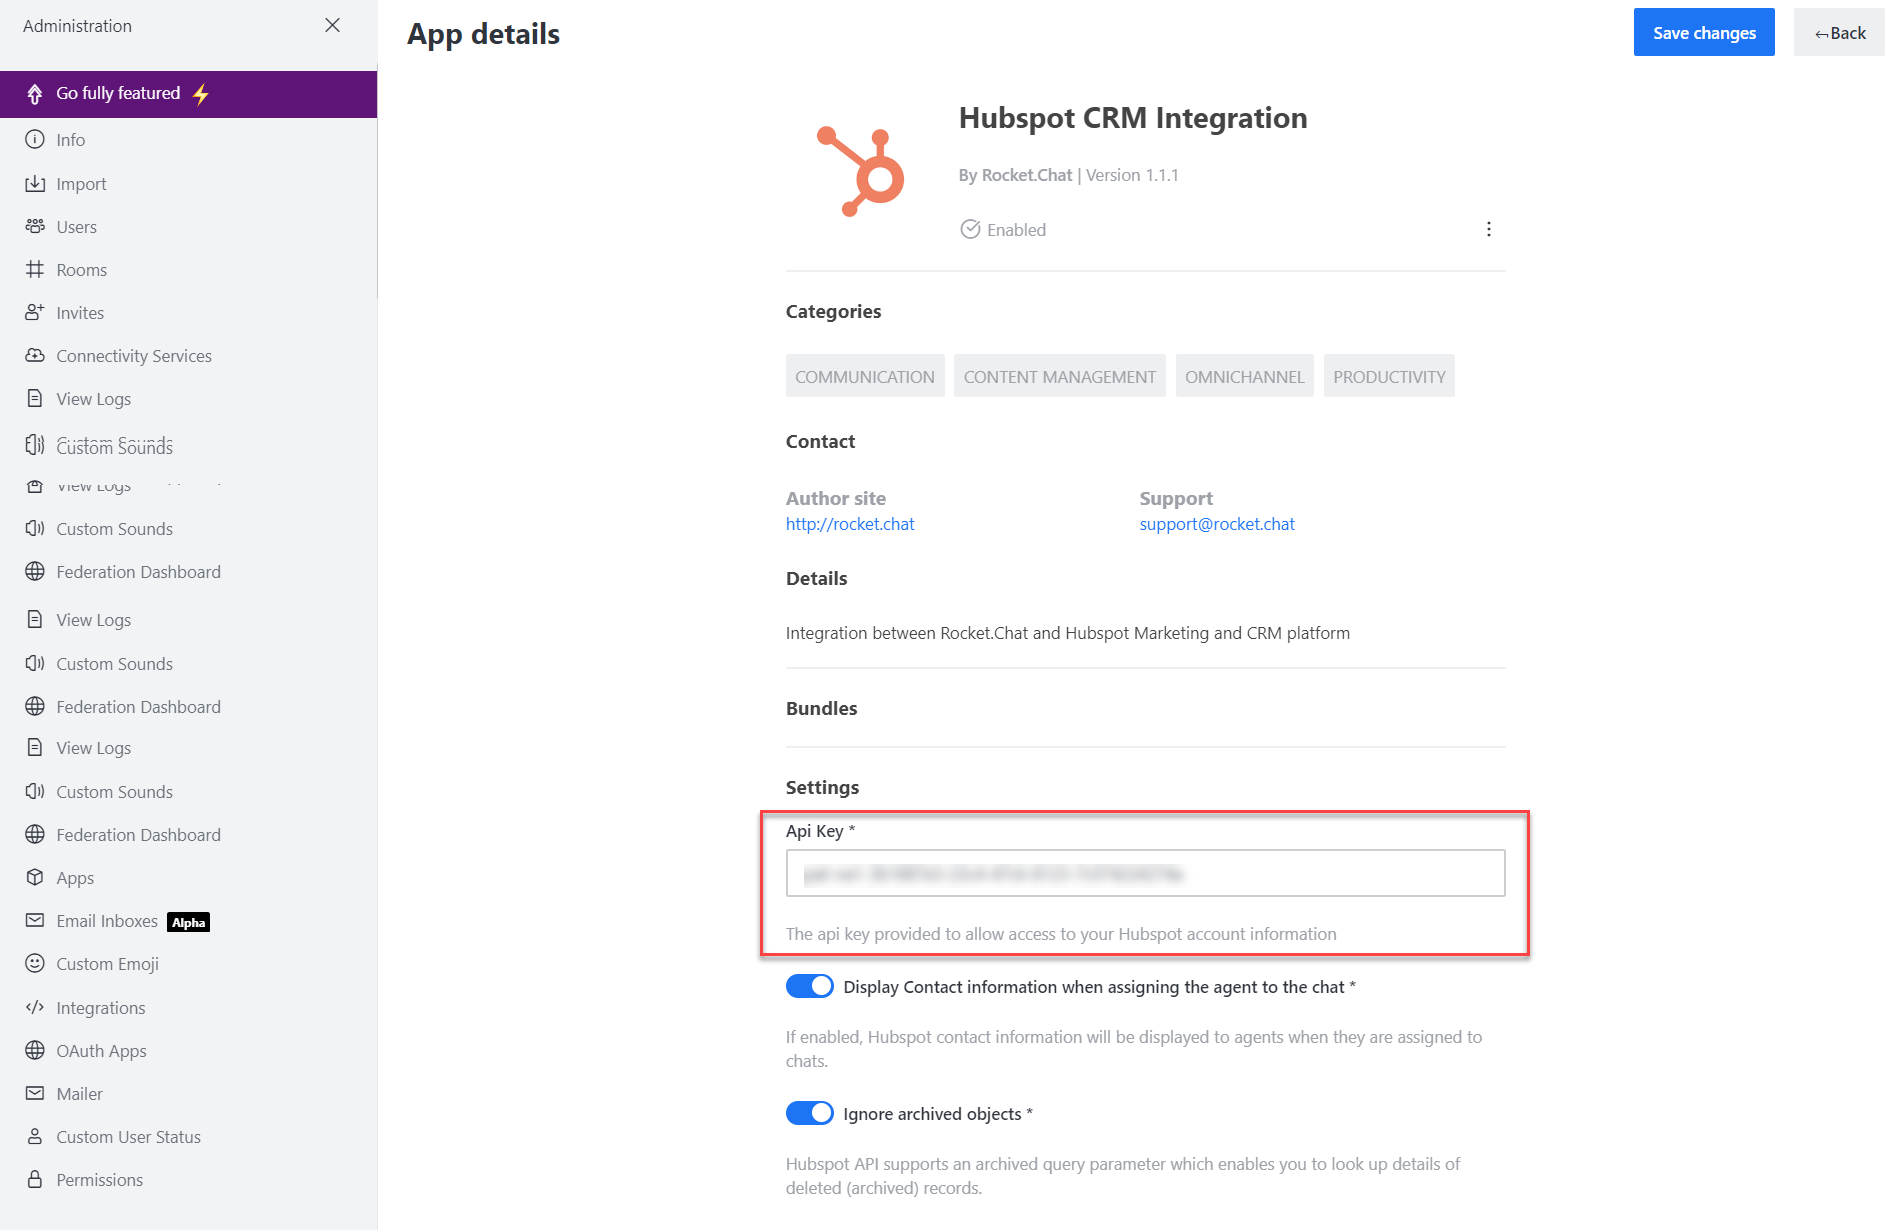 Administration
Go fully featured
Info
Import
Users
Rooms
Invites
Connectivity Services
View Logs
Custom Sounds
Custom Sounds
View Logs
Custom Sounds
Federation Dashboard
View Logs
Custom Sounds
Federation Dashboard
View Logs
Custom Sounds
Federation Dashboard
Apps
Email Inboxes Alpha
Custom Emoji
Integrations
OAuth Apps
Mailer
Custom User Status
Permissions
App details
Save changes
Back
Hubspot CRM Integration
By Rocket.Chat | Version 1.1.1
Enabled
Categories
COMMUNICATION CONTENT MANAGEMENT OMNICHANNEL PRODUCTIVITY
Contact
Author site
http://rocket.chat
Support
support@rocket.chat
Details
Integration between Rocket.Chat and Hubspot Marketing and CRM platform
Bundles
Settings
Api Key *
The api key provided to allow access to your Hubspot account information
Display Contact information when assigning the agent to the chat *
If enabled, Hubspot contact information will be displayed to agents when they are assigned to
chats.
Ignore archived objects *
Hubspot API supports an archived query parameter which enables you to look up details of
deleted (archived) records.